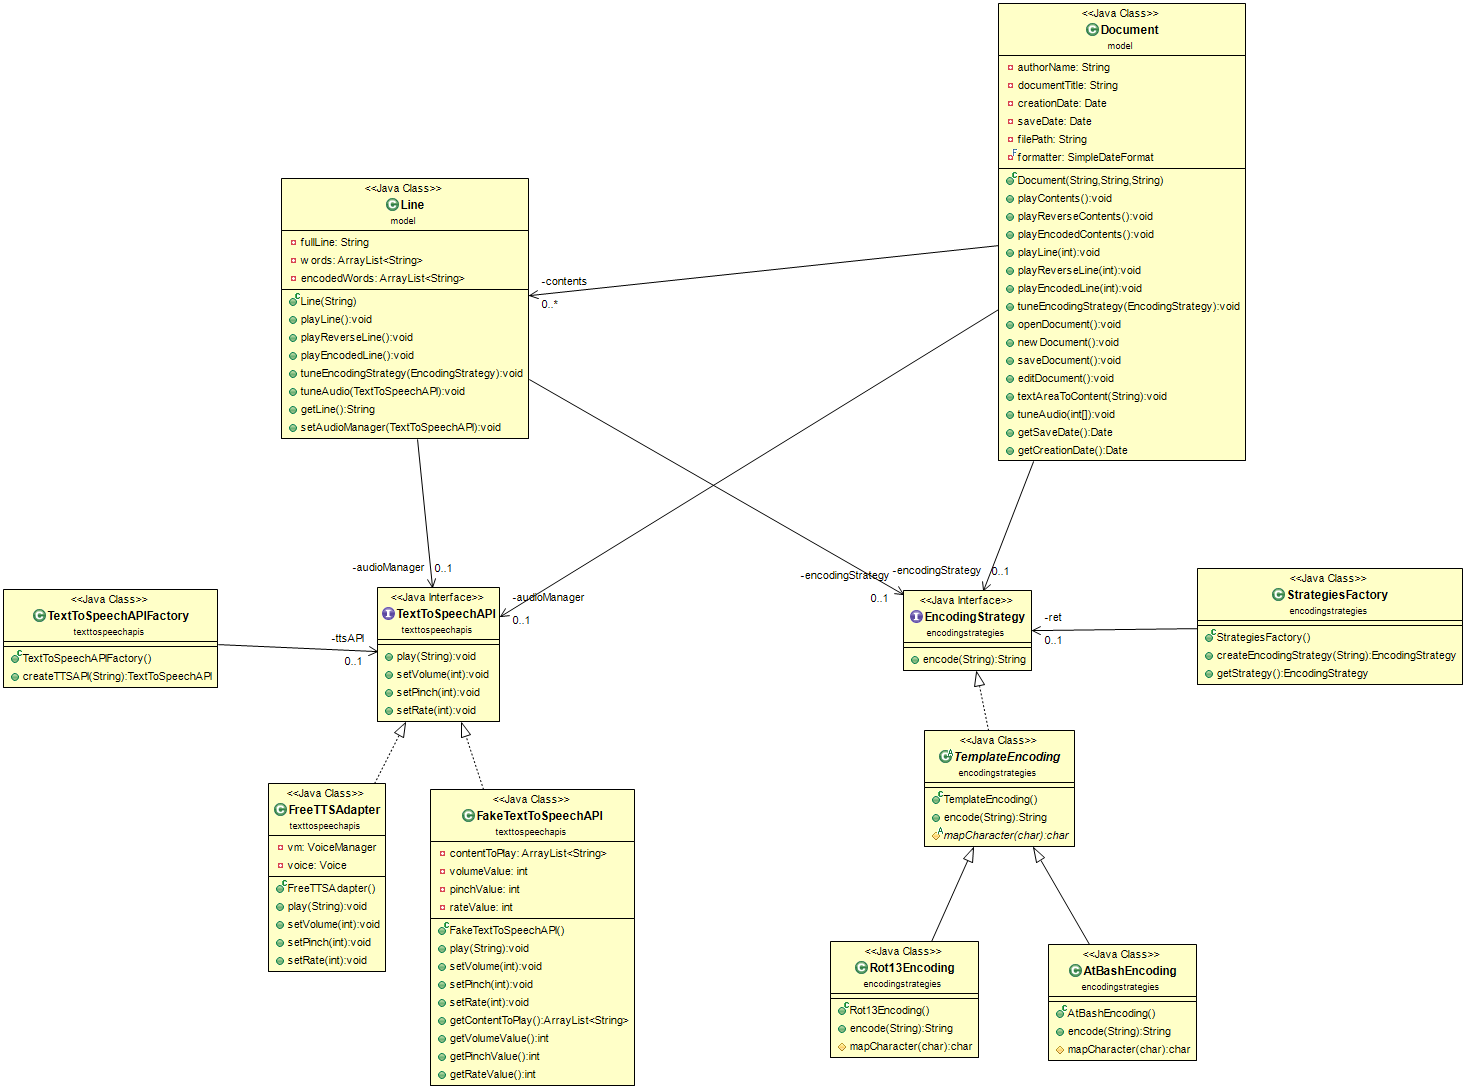 <<Java Class>>
Document
model
authorName: String
documentTitle: String
creationDate: Date
saveDate: Date
filePath: String
F
formatter: SimpleDateFormat
C
Document(String,String,String)
playContents():void
playReverseContents():void
playEncodedContents():void
playLine(int):void
playReverseLine(int):void
playEncodedLine(int):void
tuneEncodingStrategy(EncodingStrategy):void
openDocument():void
newDocument():void
saveDocument():void
editDocument():void
textAreaToContent(String):void
tuneAudio(int[]):void
getSaveDate():Date
getCreationDate():Date
<<Java Class>>
Line
model
fullLine: String
words: ArrayList<String>
encodedWords: ArrayList<String>
C
Line(String)
playLine():void
playReverseLine():void
playEncodedLine():void
tuneEncodingStrategy(EncodingStrategy):void
tuneAudio(TextToSpeechAPI):void
getLine():String
setAudioManager(TextToSpeechAPI):void
-contents
0..*
-audioManager
0..1
-audioManager
0..1
-encodingStrategy
0..1
-encodingStrategy
0..1
<<Java Class>>
TextToSpeechAPIFactory
texttospeechapis
C
TextToSpeechAPIFactory()
createTTSAPI(String):TextToSpeechAPI
-ttsAPI
0..1
<<Java Interface>>
TextToSpeechAPI
texttospeechapis
play(String):void
setVolume(int):void
setPinch(int):void
setRate(int):void
<<Java Interface>>
EncodingStrategy
encodingstrategies
encode(String):String
-ret
0..1
<<Java Class>>
StrategiesFactory
encodingstrategies
C
StrategiesFactory()
createEncodingStrategy(String):EncodingStrategy
getStrategy():EncodingStrategy
<<Java Class>>
FreeTTSAdapter
texttospeechapis
vm: VoiceManager
voice: Voice
C
FreeTTSAdapter()
play(String):void
setVolume(int):void
setPinch(int):void
setRate(int):void
<<Java Class>>
FakeTextToSpeechAPI
texttospeechapis
contentToPlay: ArrayList<String>
volumeValue: int
pinchValue: int
rateValue: int
C
FakeTextToSpeechAPI()
play(String):void
setVolume(int):void
setPinch(int):void
setRate(int):void
getContentToPlay():ArrayList<String>
getVolumeValue():int
getPinchValue():int
getRateValue():int
<<Java Class>>
TemplateEncoding
encodingstrategies
C
TemplateEncoding()
encode(String):String
A
mapCharacter(char):char
<<Java Class>>
Rot13Encoding
encodingstrategies
C
Rot13Encoding()
encode(String):String
mapCharacter(char):char
<<Java Class>>
AtBashEncoding
encodingstrategies
C
AtBashEncoding()
encode(String):String
mapCharacter(char):char